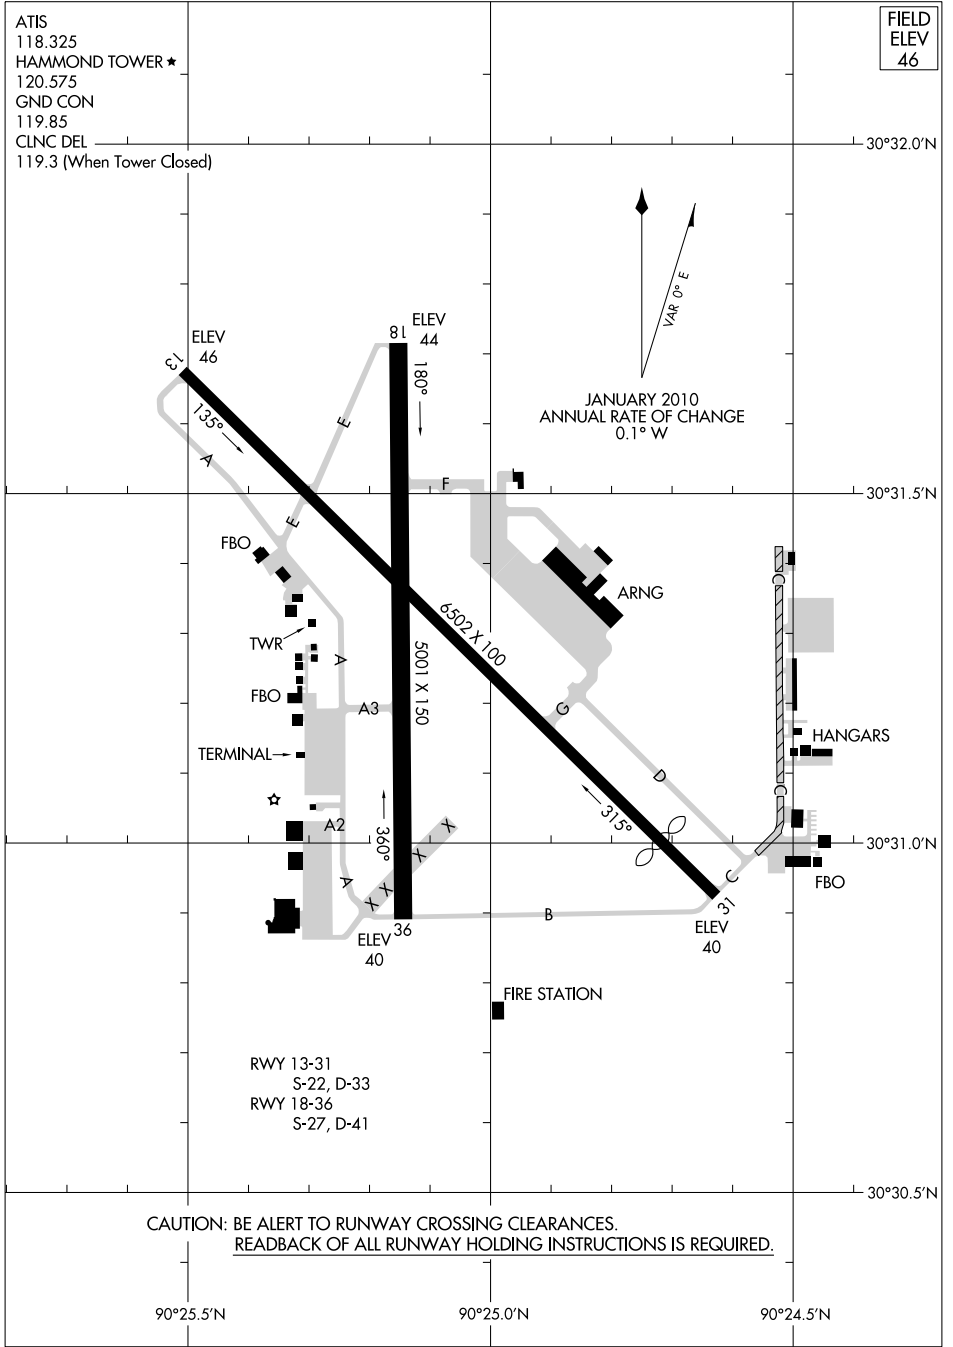 ATIS
118.325
HAMMOND TOWER ★
120.575
GND CON
119.85
CLNC DEL
119.3 (When Tower Closed)
FIELD
ELEV
46
30°32.0'N
VAR 0° E
JANUARY 2010
ANNUAL RATE OF CHANGE
0.1° W
ELEV
46
13
135°
18
ELEV
44
180°
A
E
E
F
30°31.5'N
FBO
ARNG
C
TWR
A
6502 X 100
5001 X 150
FBO
A3
G
TERMINAL
HANGARS
D
C
A2
360°
315°
X
X
X
X
30°31.0'N
A
C
FBO
B
36
31
ELEV
40
ELEV
40
FIRE STATION
RWY 13-31
S-22, D-33
RWY 18-36
S-27, D-41
30°30.5'N
CAUTION: BE ALERT TO RUNWAY CROSSING CLEARANCES.
READBACK OF ALL RUNWAY HOLDING INSTRUCTIONS IS REQUIRED.
90°25.5'N
90°25.0'N
90°24.5'N